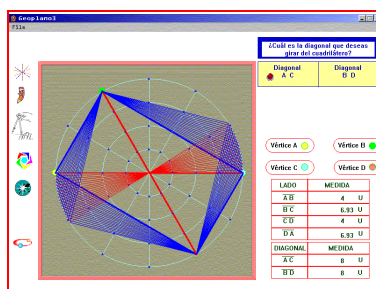 Geoplano3
File
¿Cuál es la diagonal que deseas
girar del cuadrilátero?
Diagonal
A C
Diagonal
B D
Vértice A
Vértice B
Vértice C
Vértice D
LADO MEDIDA
A B 4 U
B C 6.93 U
C D 4 U
D A 6.93 U
DIAGONAL MEDIDA
A C 8 U
B D 8 U